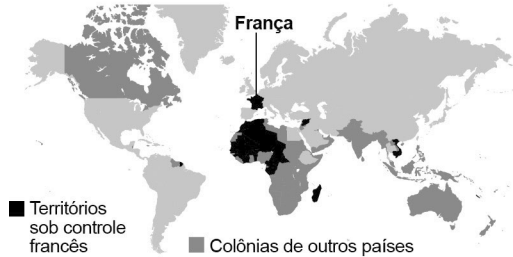 França
Territórios
sob controle
francês
Colônias de outros países